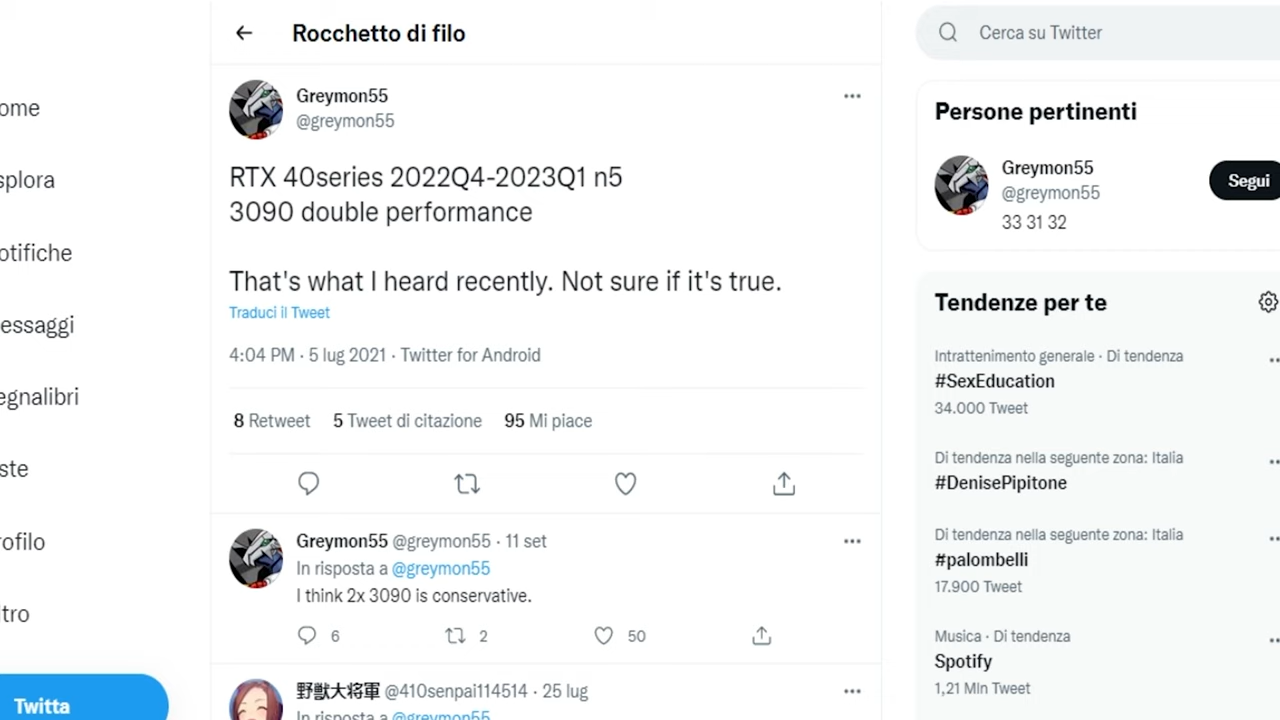 ome
splora
otifiche
essaggi
egnalibri
ste
rofilo
ltro
Twitta
Rocchetto di filo
Greymon55
@greymon55
RTX 40series 2022Q4-2023Q1 n5
3090 double performance
That's what I heard recently. Not sure if it's true.
Traduci il Tweet
4:04 PM · 5 lug 2021 · Twitter for Android
8 Retweet 5 Tweet di citazione 95 Mi piace
Greymon55 @greymon55 · 11 set
In risposta a @greymon55
I think 2x 3090 is conservative.
6 2 50
野獣大将軍 @410senpai114514 · 25 lug
In risposta a @greymon55
Cerca su Twitter
Persone pertinenti
Greymon55
@greymon55
Segui
33 31 32
Tendenze per te
Intrattenimento generale · Di tendenza
#SexEducation
34.000 Tweet
Di tendenza nella seguente zona: Italia
#DenisePipitone
Di tendenza nella seguente zona: Italia
#palombelli
17.900 Tweet
Musica · Di tendenza
Spotify
1,21 Mln Tweet